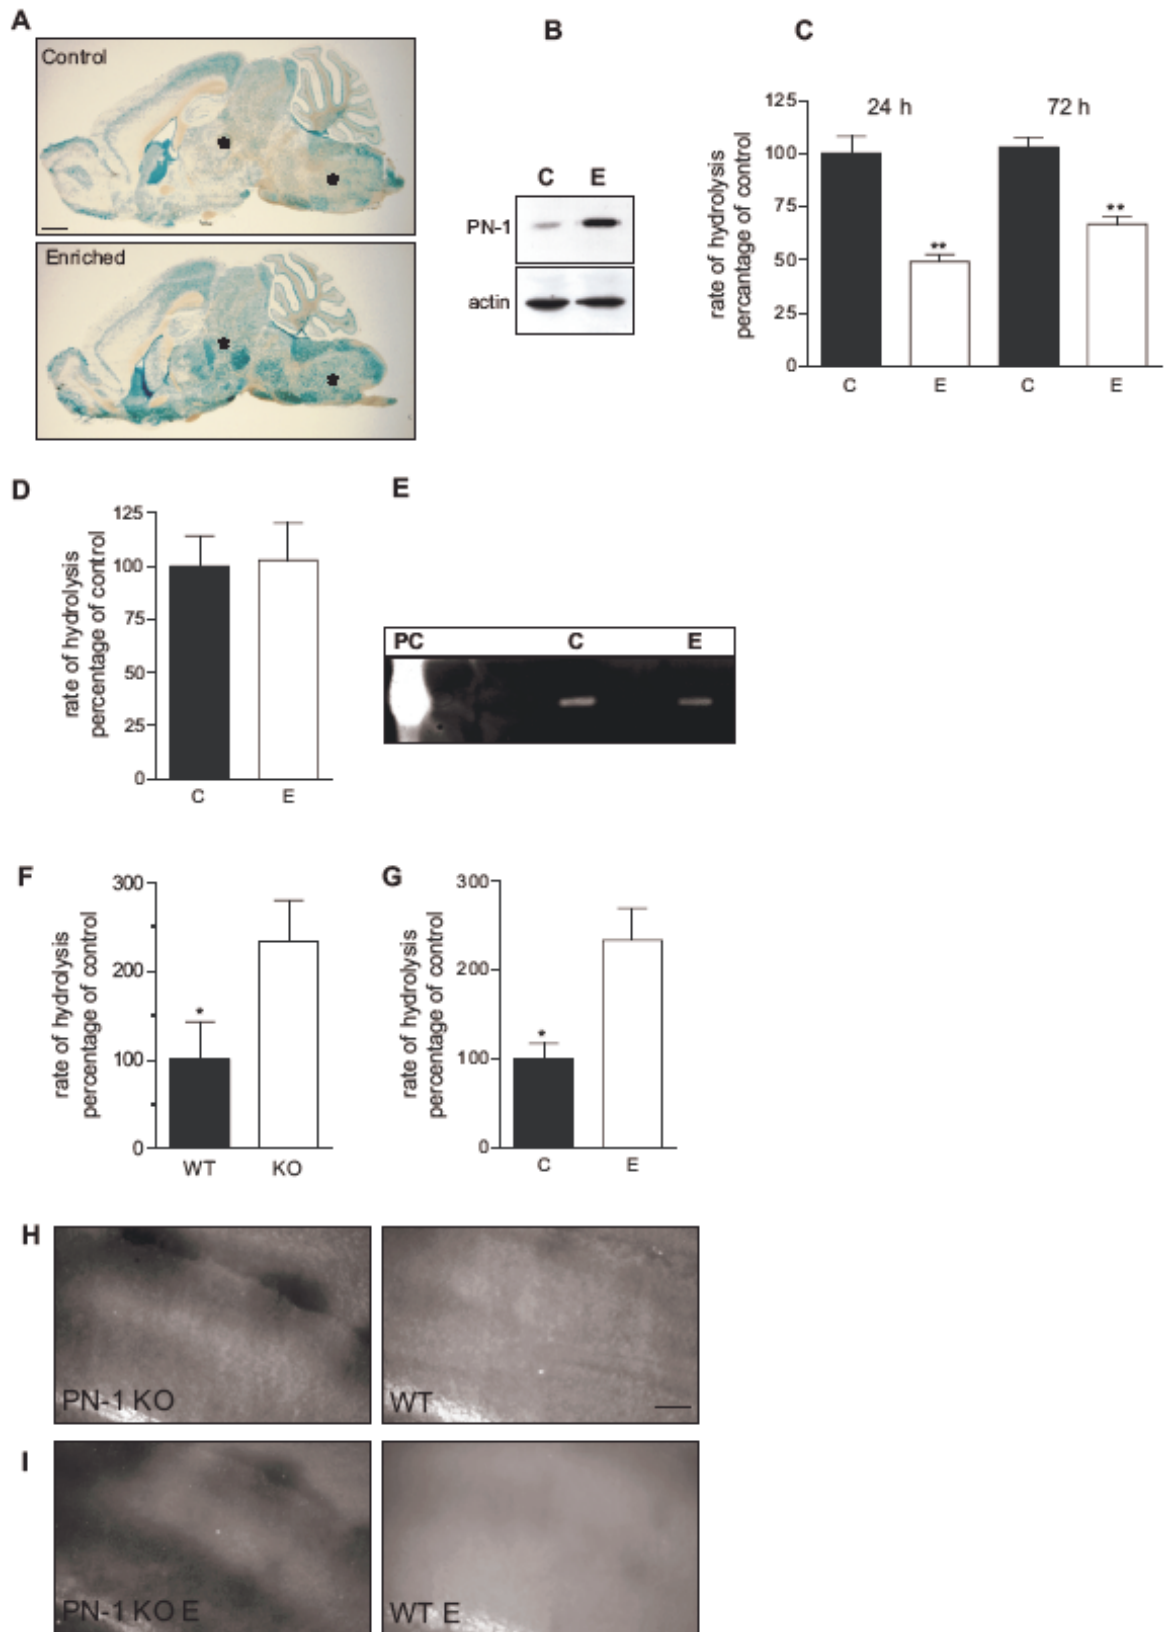 A
Control
Enriched
B
C E
PN-1
actin
C
24 h 72 h
rate of hydrolysis
percantage of control
125
100
75
50
25
0
C E C E
** **
D
rate of hydrolysis
percentage of control
125
100
75
50
25
0
C E
E
PC C E
F
rate of hydrolysis
percentage of control
300
200
100
0
*
WT KO
G
rate of hydrolysis
percentage of control
300
200
100
0
*
C E
H
PN-1 KO
WT
I
PN-1 KO E
WT E